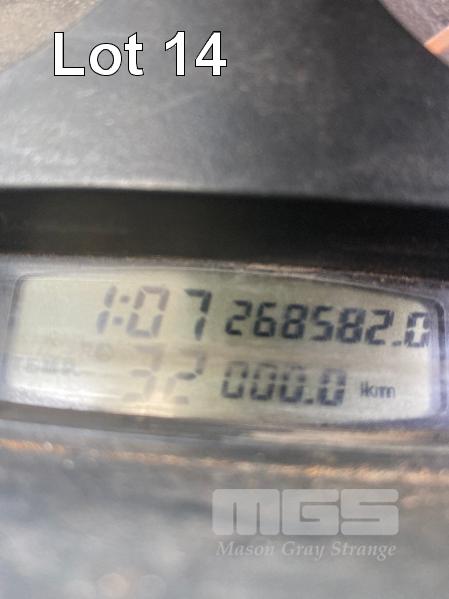 Lot 14
1:07 268582.0
32 000.0 km
MGS
Mason Gray Strange